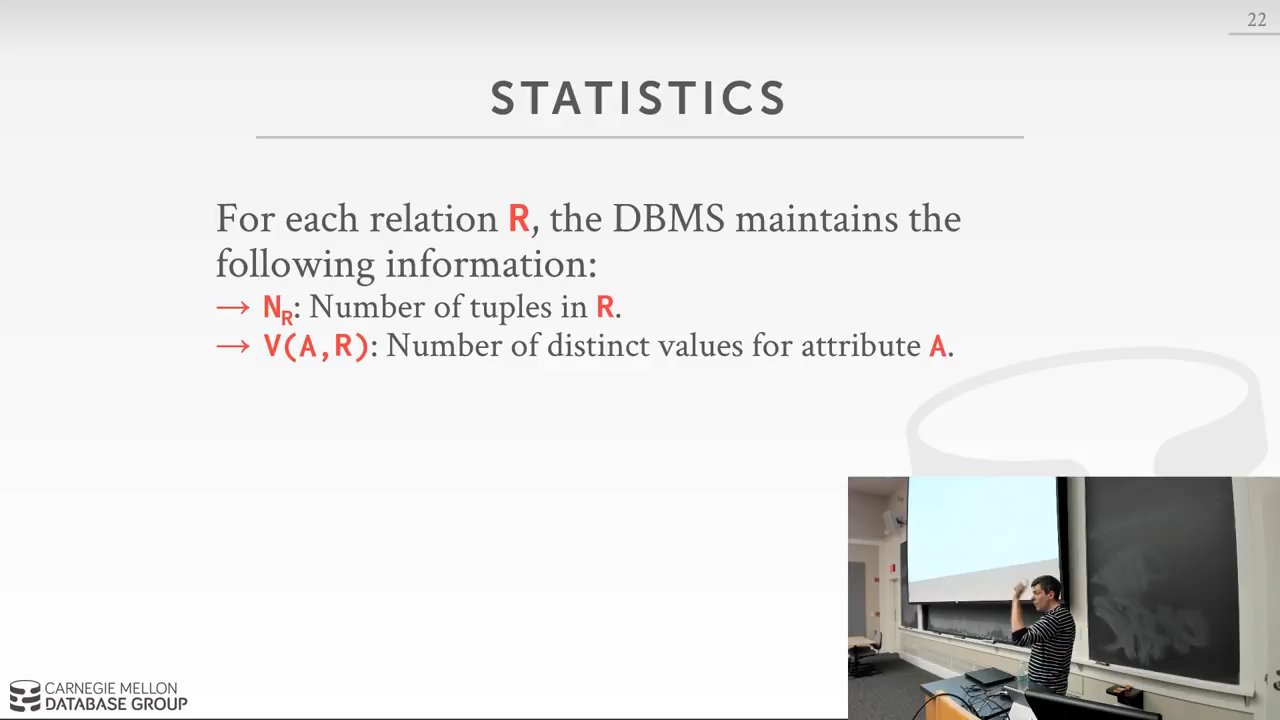 22
STATISTICS
For each relation R, the DBMS maintains the
following information:
→ N_R: Number of tuples in R.
→ V(A,R): Number of distinct values for attribute A.
CARNEGIE MELLON
DATABASE GROUP